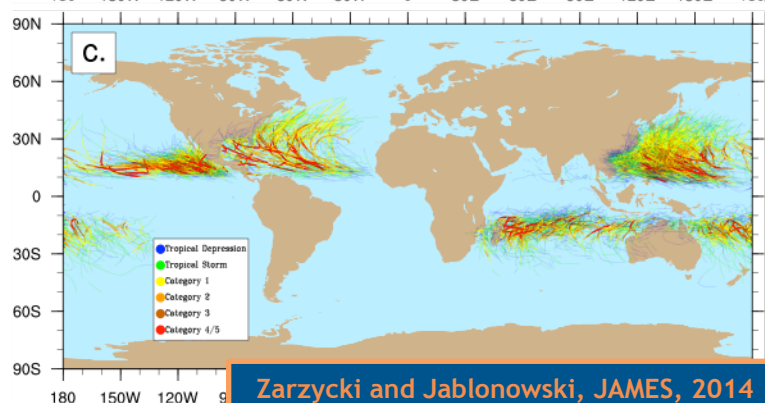 90N
C.
60N
30N
0
30S
60S
90S
Tropical Depression
Tropical Storm
Category 1
Category 2
Category 3
Category 4/5
180 150W 120W
Zarzycki and Jablonowski, JAMES, 2014